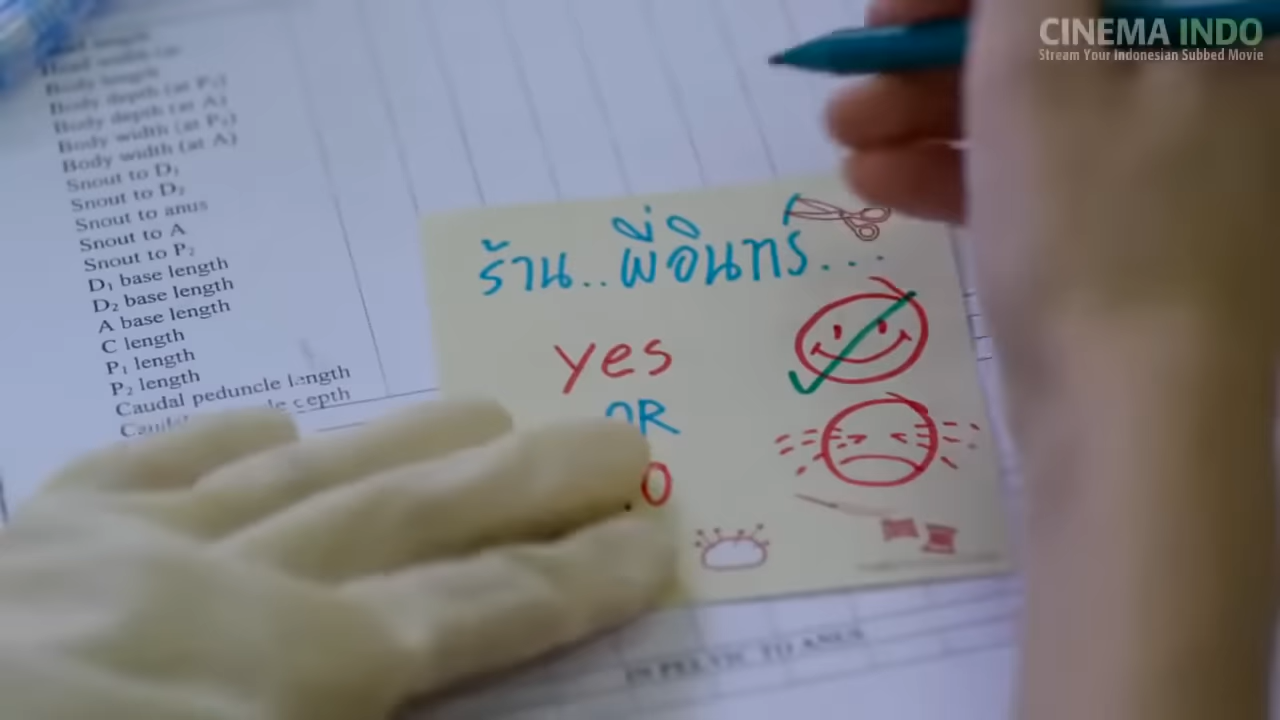 CINEMA INDO
Stream Your Indonesian Subbed Movie
Body length
Body depth (at P₁)
Body depth (at A)
Body width (at P₁)
Body width (at A)
Snout to D₁
Snout to D₂
Snout to anus
Snout to A
Snout to P₂
D₁ base length
D₂ base length
A base length
C length
P₁ length
P₂ length
Caudal peduncle length
ร้าน..พี่อินทร์...
yes
OR